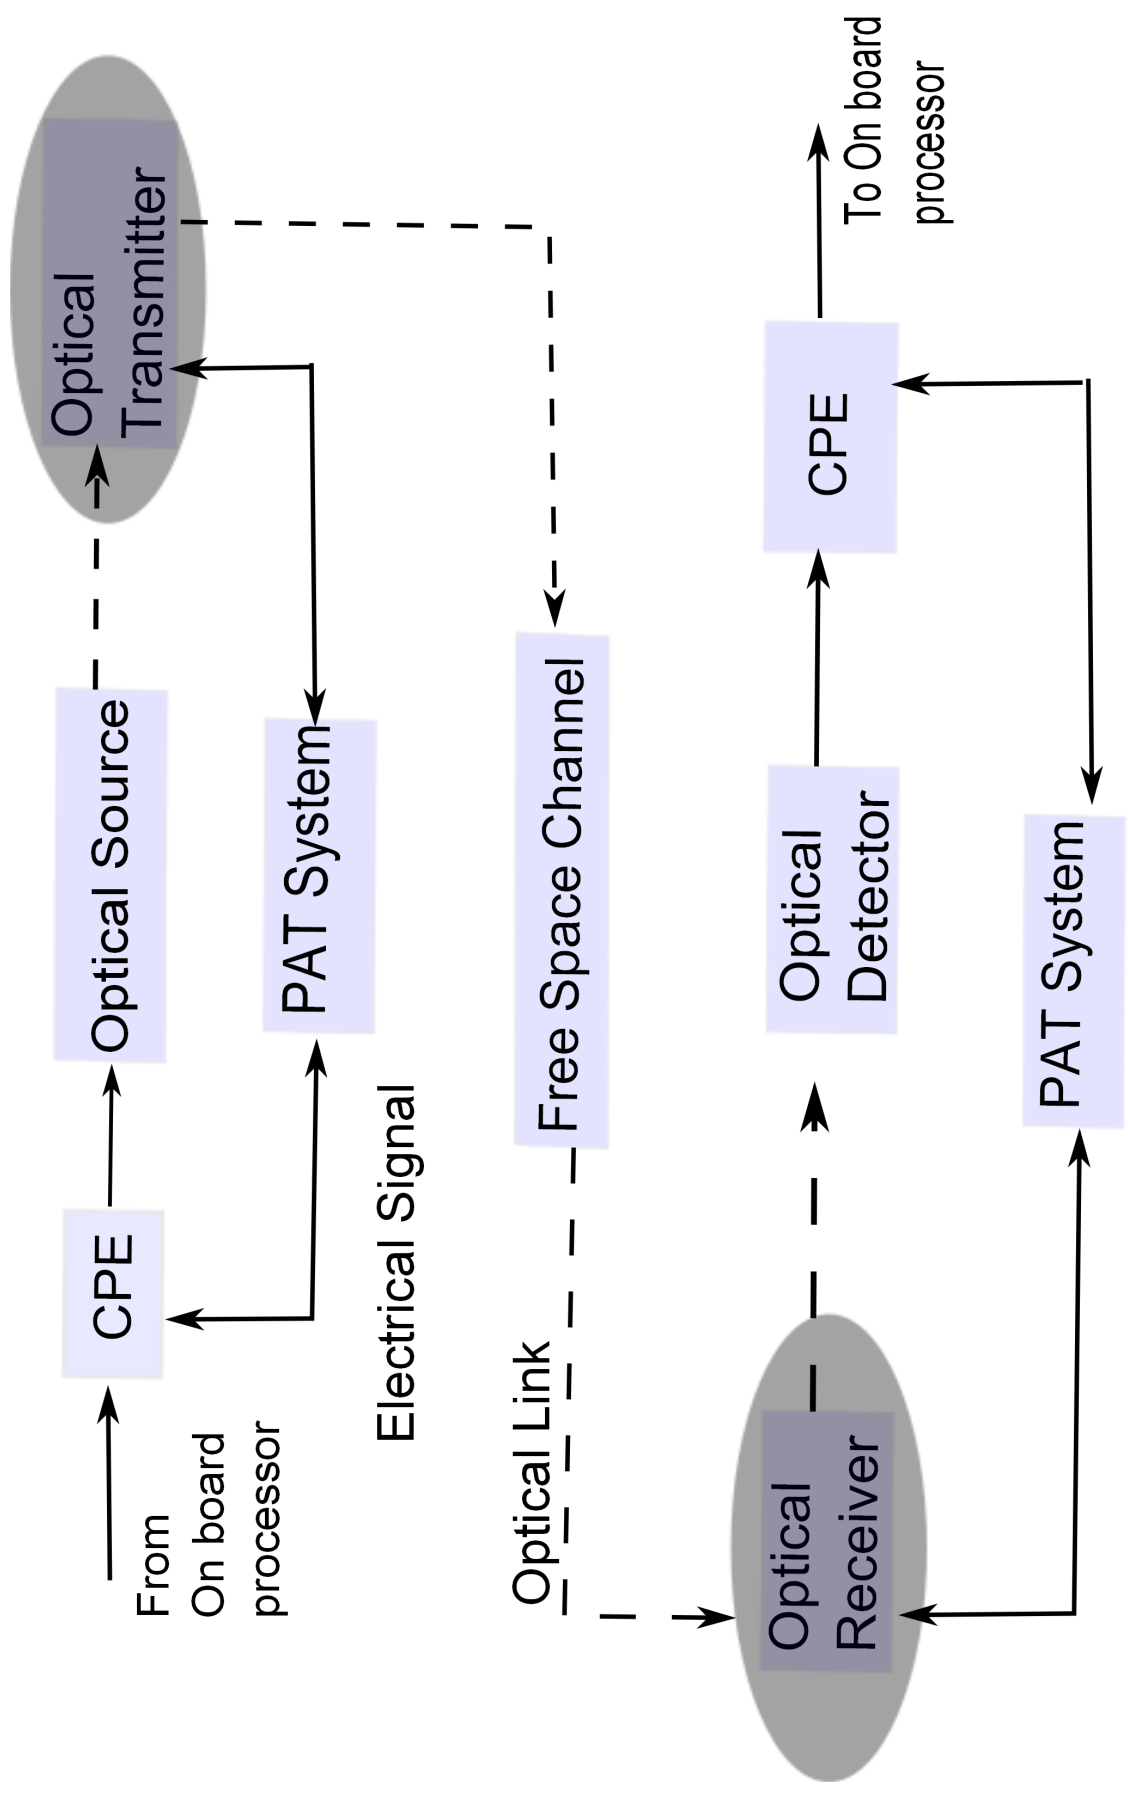 From
On board
processor
CPE
Optical Source
Optical
Transmitter
PAT System
Electrical Signal
Free Space Channel
Optical Link
Optical
Receiver
Optical
Detector
CPE
To On board
processor
PAT System